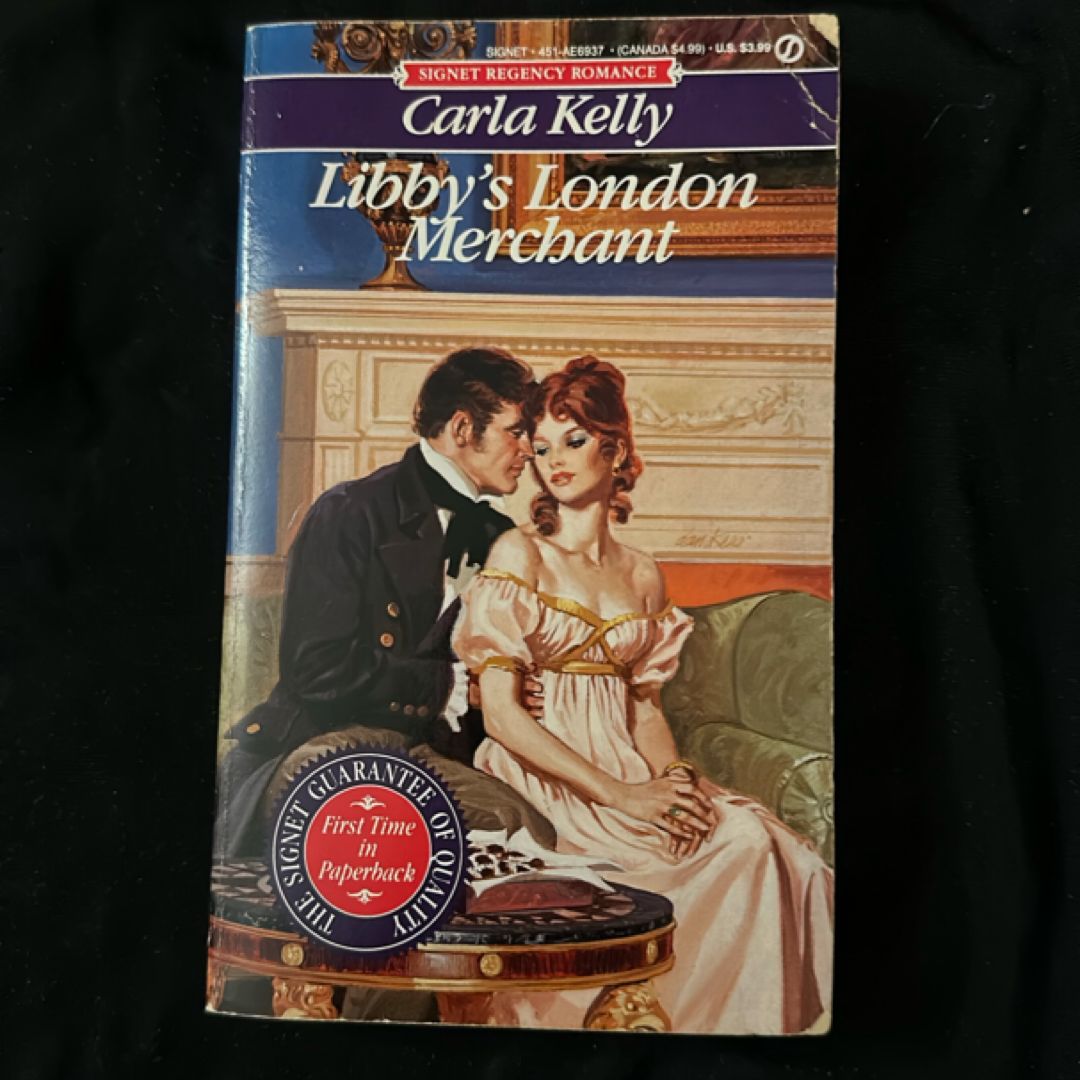 SIGNET • 451-AE6937 • (CANADA $4.99) • U.S. $3.99
SIGNET REGENCY ROMANCE
Carla Kelly
Libby's London
Merchant
THE SIGNET GUARANTEE OF QUALITY
First Time
in
Paperback